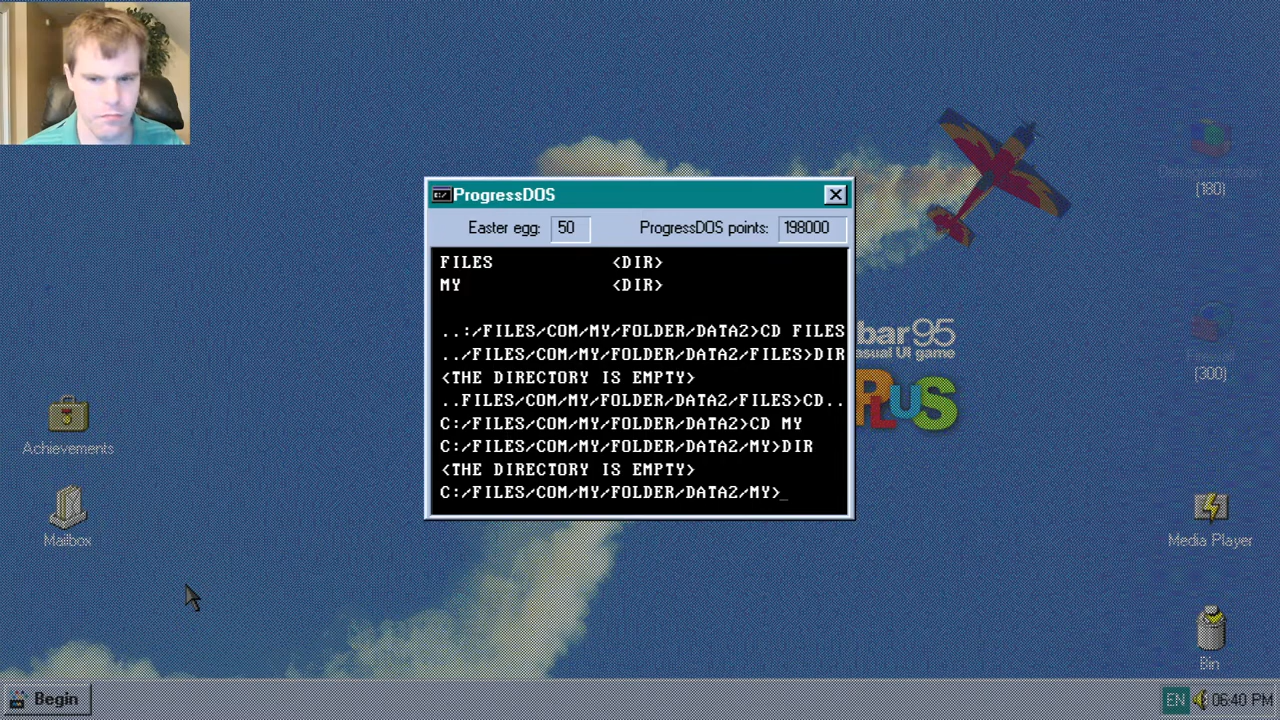 ProgressDOS
Easter egg: 50 ProgressDOS points: 198000
FILES <DIR>
MY <DIR>
..:/FILES/COM/MY/FOLDER/DATA2>CD FILES
../FILES/COM/MY/FOLDER/DATA2/FILES>DIR
<THE DIRECTORY IS EMPTY>
..FILES/COM/MY/FOLDER/DATA2/FILES>CD..
C:/FILES/COM/MY/FOLDER/DATA2>CD MY
C:/FILES/COM/MY/FOLDER/DATA2/MY>DIR
<THE DIRECTORY IS EMPTY>
C:/FILES/COM/MY/FOLDER/DATA2/MY>_
bar95
asual UI game
PLUS
(180)
Firewall
(300)
Achievements
Mailbox
Media Player
Bin
Begin
EN 06:40 PM